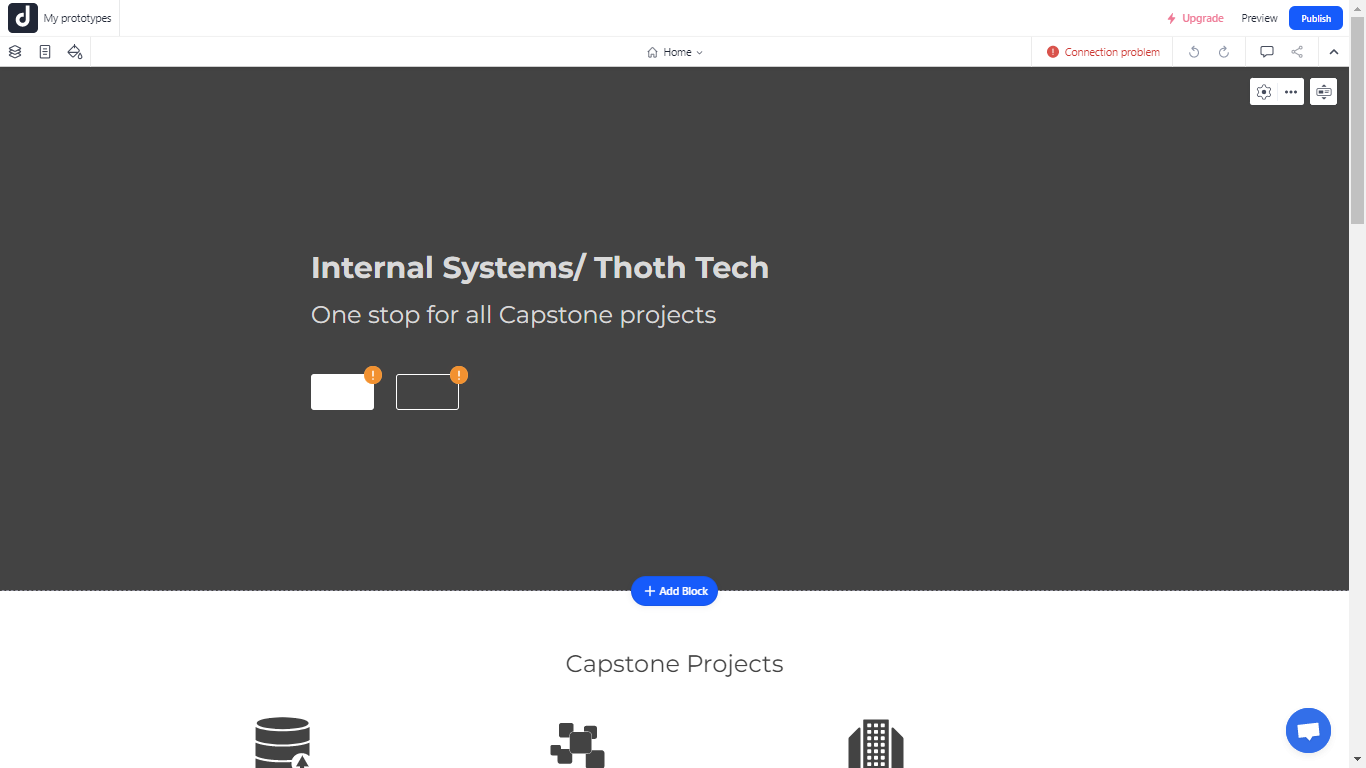 My prototypes
Upgrade
Preview
Publish
Home
Connection problem
Internal Systems/ Thoth Tech
One stop for all Capstone projects
Add Block
Capstone Projects